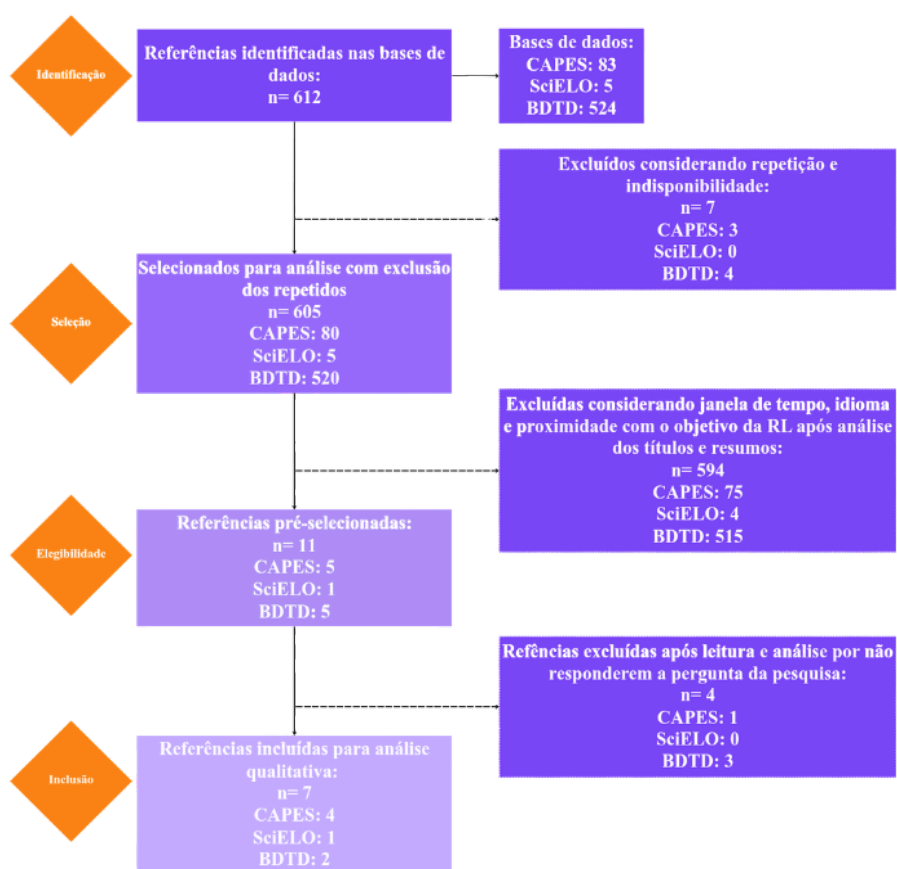 Identificação
Referências identificadas nas bases de
dados:
n= 612
Bases de dados:
CAPES: 83
SciELO: 5
BDTD: 524
Excluídos considerando repetição e
indisponibilidade:
n= 7
CAPES: 3
SciELO: 0
BDTD: 4
Seleção
Selecionados para análise com exclusão
dos repetidos
n= 605
CAPES: 80
SciELO: 5
BDTD: 520
Excluídas considerando janela de tempo, idioma
e proximidade com o objetivo da RL após análise
dos títulos e resumos:
n= 594
CAPES: 75
SciELO: 4
BDTD: 515
Elegibilidade
Referências pré-selecionadas:
n= 11
CAPES: 5
SciELO: 1
BDTD: 5
Refências excluídas após leitura e análise por não
responderem a pergunta da pesquisa:
n= 4
CAPES: 1
SciELO: 0
BDTD: 3
Inclusão
Referências incluídas para análise
qualitativa:
n= 7
CAPES: 4
SciELO: 1
BDTD: 2